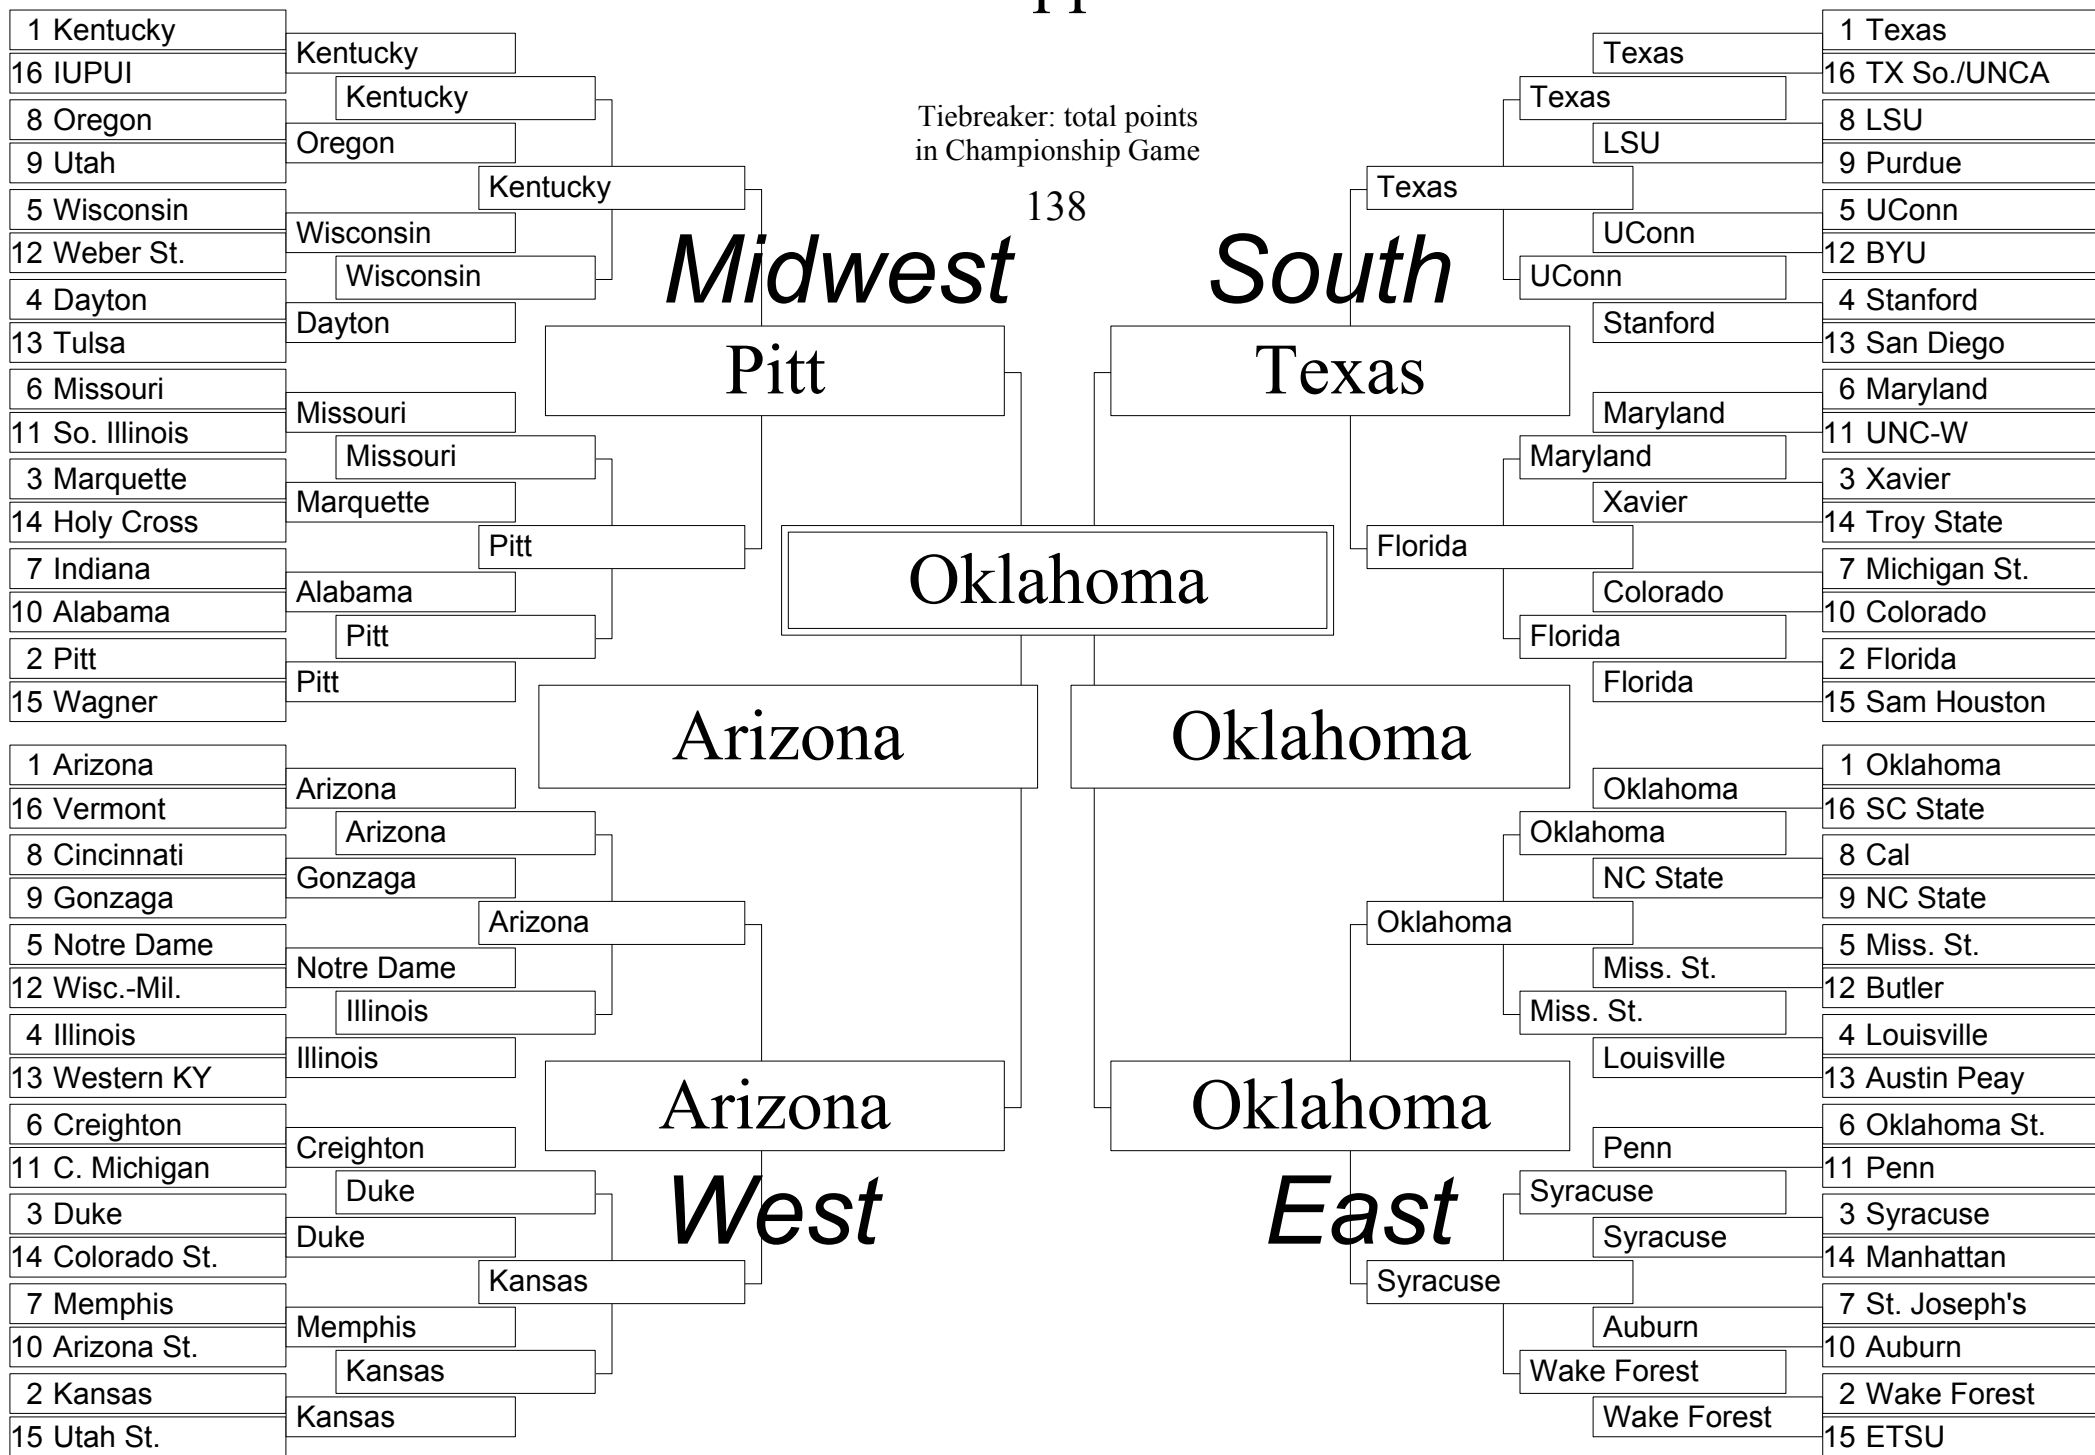 1 Kentucky
16 IUPUI
8 Oregon
9 Utah
5 Wisconsin
12 Weber St.
4 Dayton
13 Tulsa
6 Missouri
11 So. Illinois
3 Marquette
14 Holy Cross
7 Indiana
10 Alabama
2 Pitt
15 Wagner
Kentucky
Oregon
Wisconsin
Dayton
Missouri
Marquette
Alabama
Pitt
Kentucky
Wisconsin
Missouri
Pitt
Kentucky
Pitt
Midwest
Pitt
1 Arizona
16 Vermont
8 Cincinnati
9 Gonzaga
5 Notre Dame
12 Wisc.-Mil.
4 Illinois
13 Western KY
6 Creighton
11 C. Michigan
3 Duke
14 Colorado St.
7 Memphis
10 Arizona St.
2 Kansas
15 Utah St.
Arizona
Gonzaga
Notre Dame
Illinois
Creighton
Duke
Memphis
Kansas
Arizona
Illinois
Duke
Kansas
Arizona
Kansas
Arizona
West
Tiebreaker: total points
in Championship Game
138
Oklahoma
Arizona
Oklahoma
South
Texas
Texas
Florida
Texas
UConn
Maryland
Florida
Texas
LSU
UConn
Stanford
Maryland
Xavier
Colorado
Florida
1 Texas
16 TX So./UNCA
8 LSU
9 Purdue
5 UConn
12 BYU
4 Stanford
13 San Diego
6 Maryland
11 UNC-W
3 Xavier
14 Troy State
7 Michigan St.
10 Colorado
2 Florida
15 Sam Houston
Oklahoma
East
Oklahoma
Syracuse
Oklahoma
Miss. St.
Syracuse
Wake Forest
Oklahoma
NC State
Miss. St.
Louisville
Penn
Syracuse
Auburn
Wake Forest
1 Oklahoma
16 SC State
8 Cal
9 NC State
5 Miss. St.
12 Butler
4 Louisville
13 Austin Peay
6 Oklahoma St.
11 Penn
3 Syracuse
14 Manhattan
7 St. Joseph's
10 Auburn
2 Wake Forest
15 ETSU